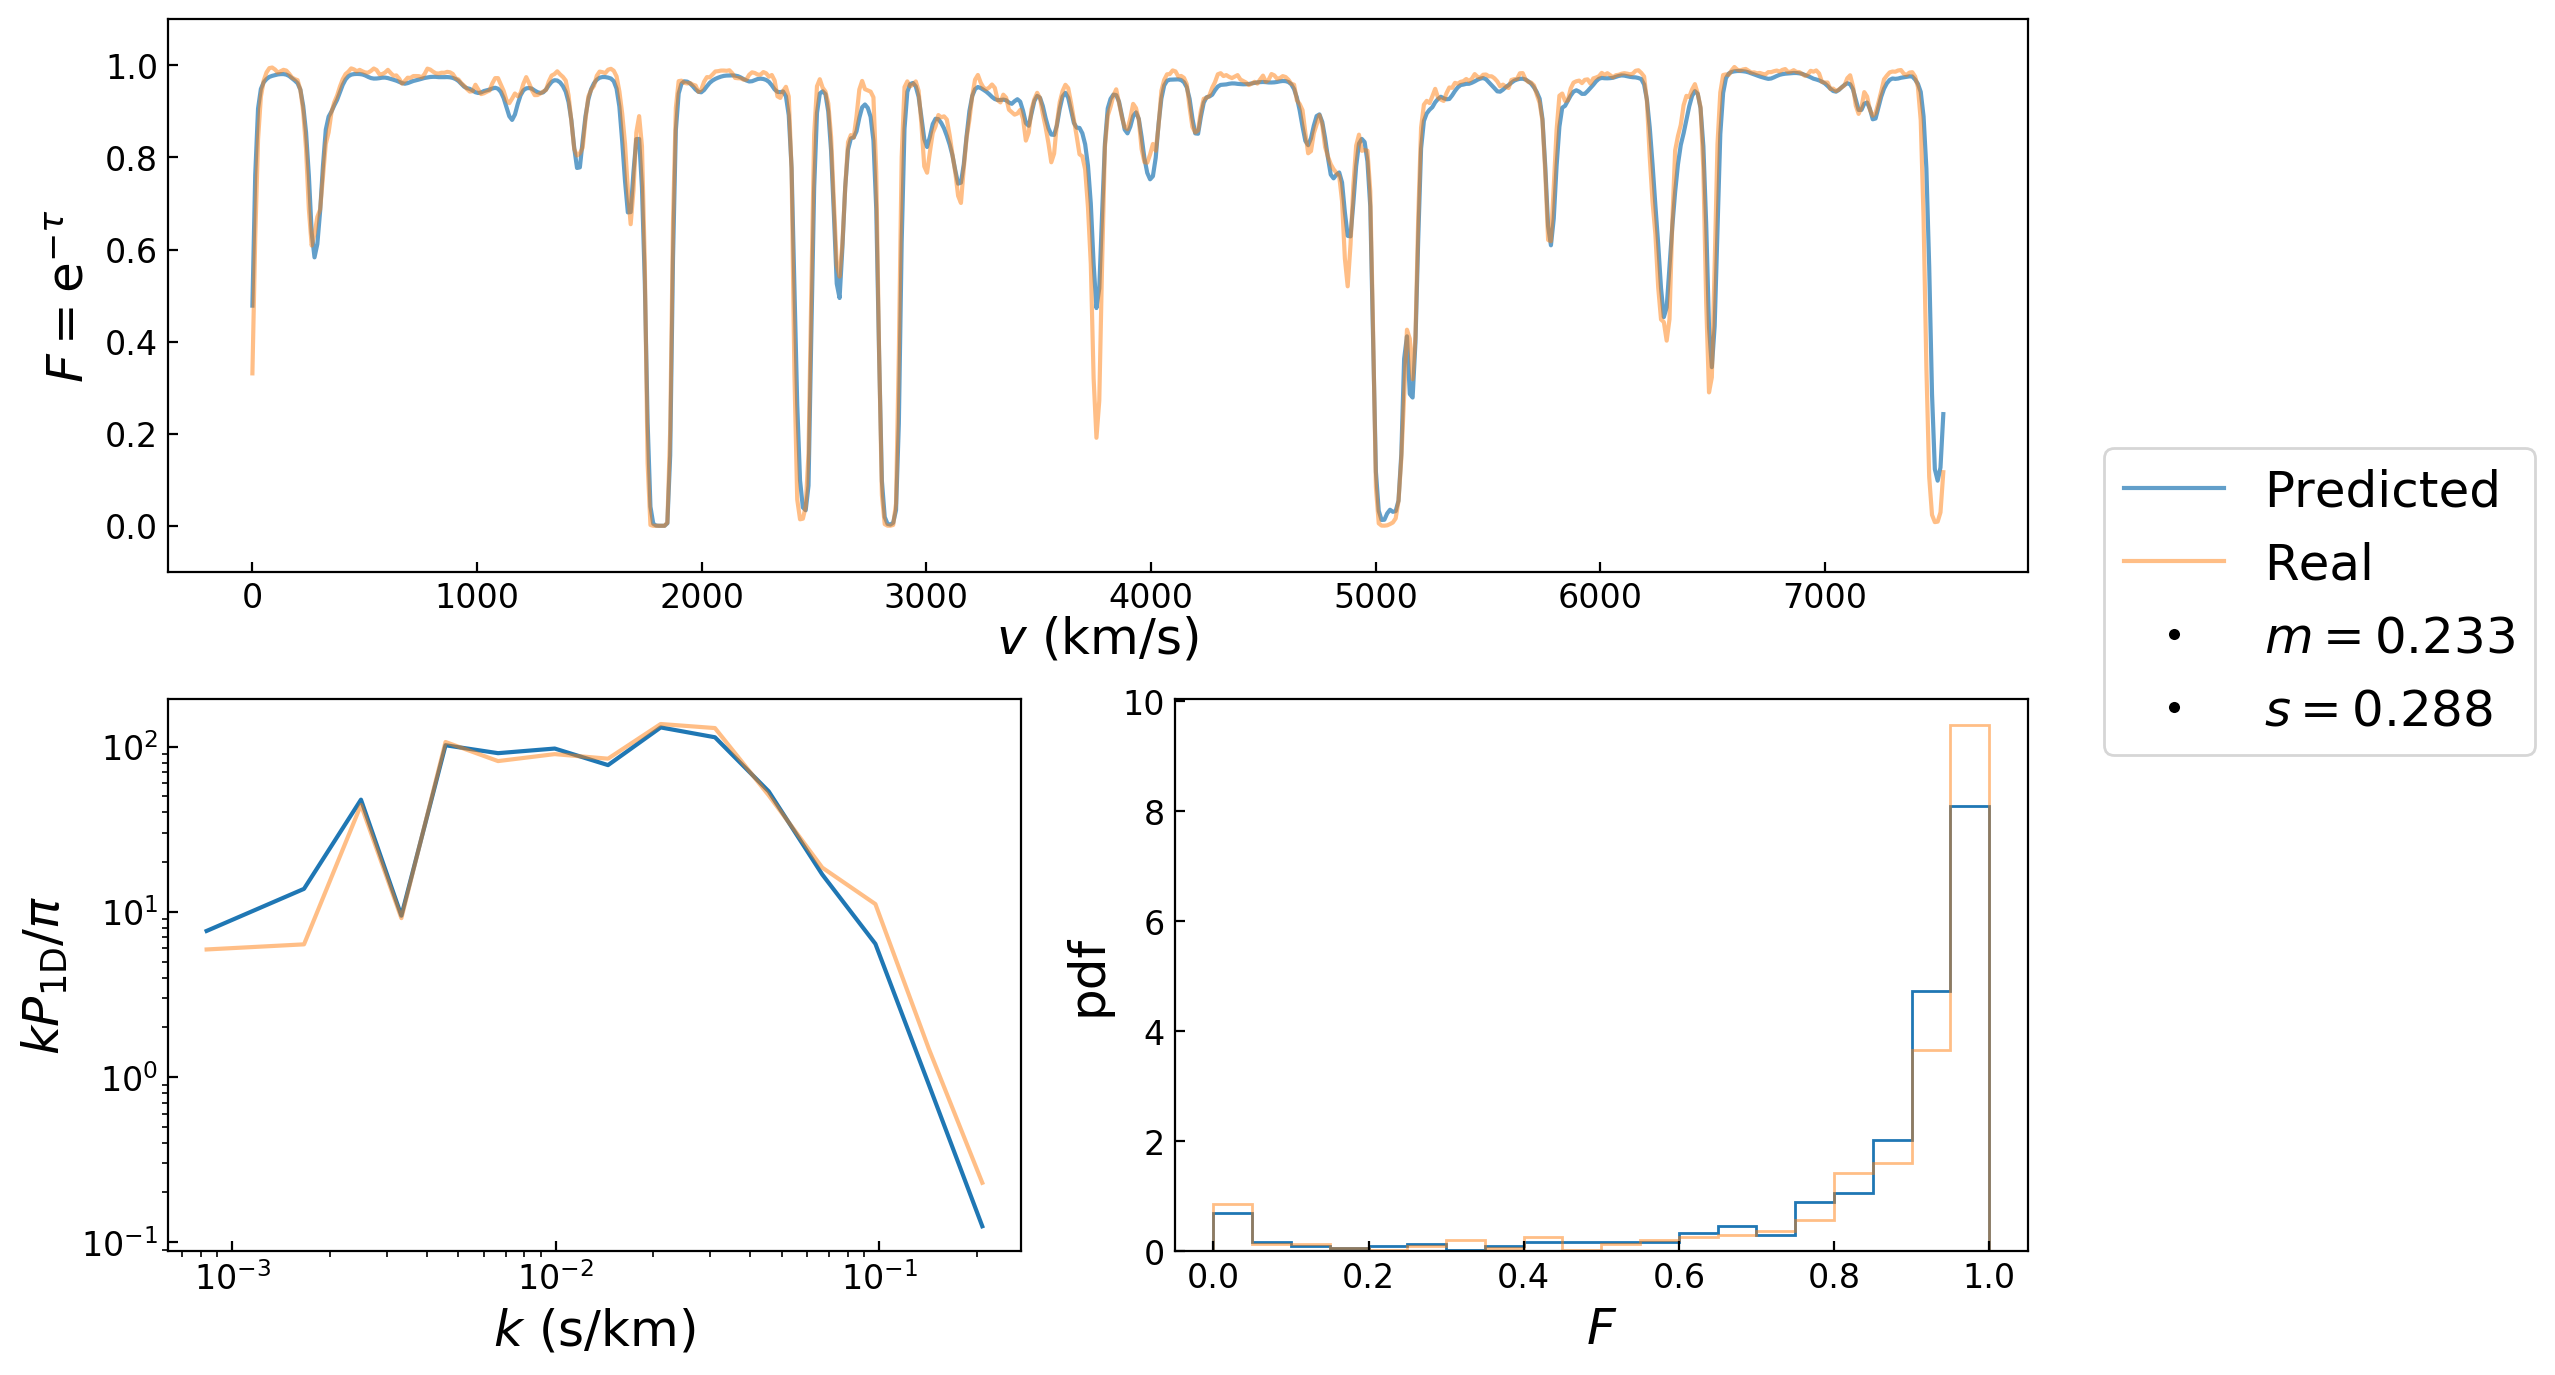 1.0
0.8
0.6
0.4
0.2
0.0
F = e^{−τ}
0 1000 2000 3000 4000 5000 6000 7000
v (km/s)
Predicted
Real
m = 0.233
s = 0.288
10^2
10^1
10^0
10^{−1}
kP_{1D}/π
10^{−3} 10^{−2} 10^{−1}
k (s/km)
10
8
6
4
2
0
pdf
0.0 0.2 0.4 0.6 0.8 1.0
F